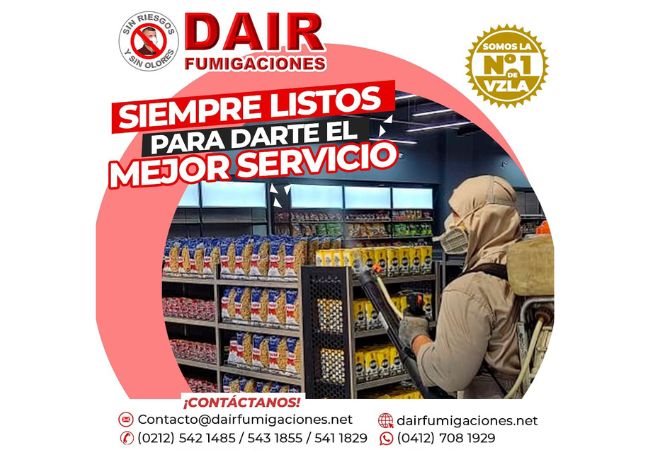 SIN RIESGOS
Y SIN OLORES
DAIR
FUMIGACIONES
SOMOS LA
Nº1
DE
VZLA
SIEMPRE LISTOS
PARA DARTE EL
MEJOR SERVICIO
¡CONTÁCTANOS!
Contacto@dairfumigaciones.net
dairfumigaciones.net
(0212) 542 1485 / 543 1855 / 541 1829
(0412) 708 1929